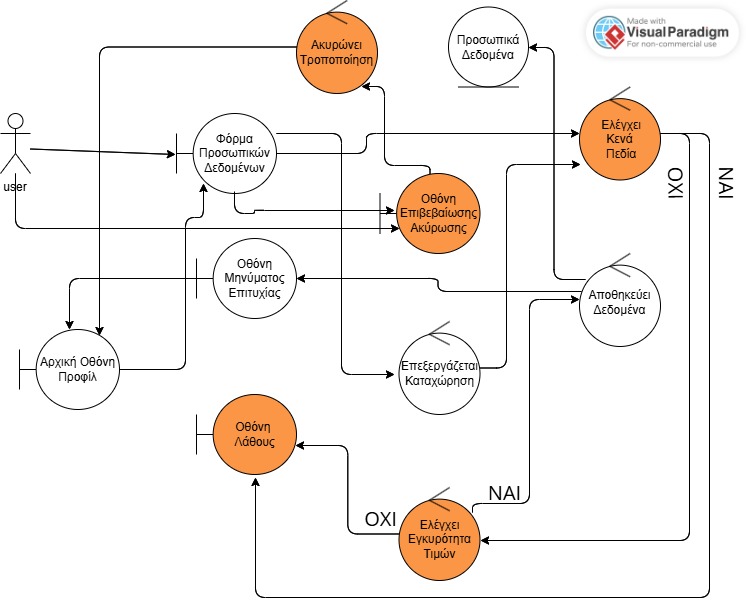 Made with
VisualParadigm
For non-commercial use
Ακυρώνει
Τροποποίηση
Προσωπικά
Δεδομένα
Ελέγχει
Κενά
Πεδία
Φόρμα
Προσωπικών
Δεδομένων
user
ΟΧΙ
ΝΑΙ
Οθόνη
Επιβεβαίωσης
Ακύρωσης
Οθόνη
Μηνύματος
Επιτυχίας
Αποθηκεύει
Δεδομένα
Αρχική Οθόνη
Προφίλ
Επεξεργάζεται
Καταχώρηση
Οθόνη
Λάθους
ΝΑΙ
ΟΧΙ
Ελέγχει
Εγκυρότητα
Τιμών